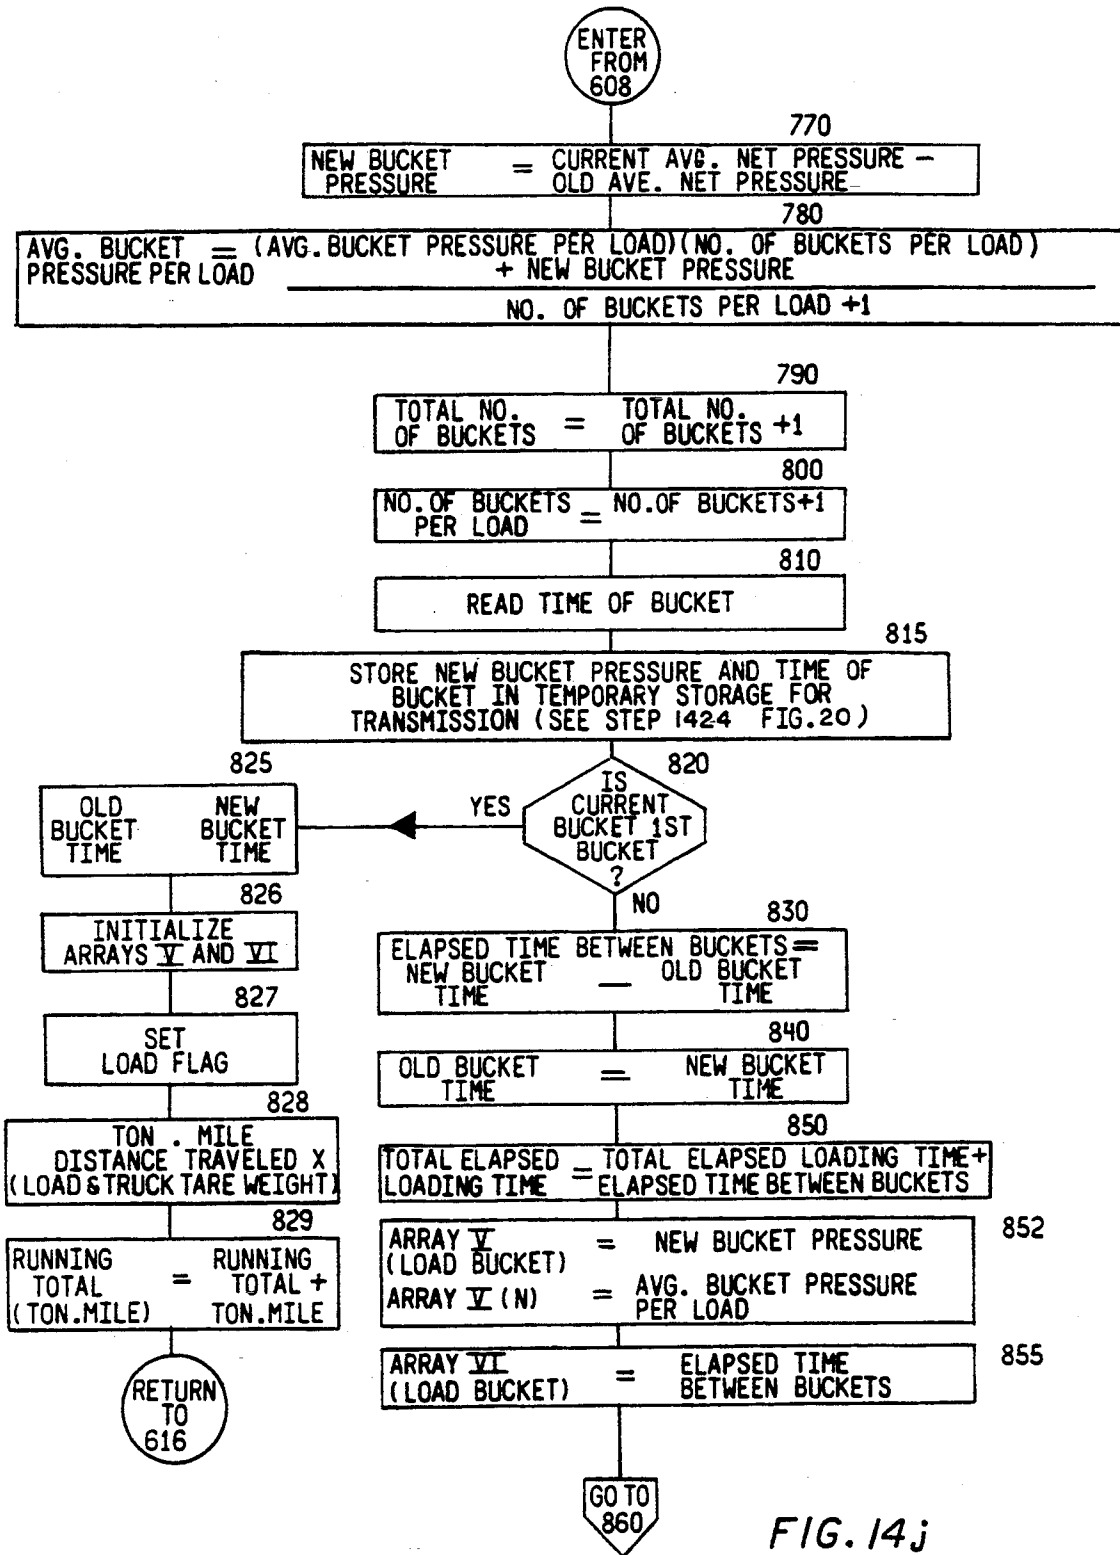 ENTER
FROM
608
770
NEW BUCKET = CURRENT AVG. NET PRESSURE –
PRESSURE OLD AVE. NET PRESSURE
780
AVG. BUCKET = (AVG. BUCKET PRESSURE PER LOAD)(NO. OF BUCKETS PER LOAD)
PRESSURE PER LOAD + NEW BUCKET PRESSURE
NO. OF BUCKETS PER LOAD +1
790
TOTAL NO. = TOTAL NO. +1
OF BUCKETS OF BUCKETS
800
NO. OF BUCKETS = NO. OF BUCKETS+1
PER LOAD
810
READ TIME OF BUCKET
815
STORE NEW BUCKET PRESSURE AND TIME OF
BUCKET IN TEMPORARY STORAGE FOR
TRANSMISSION (SEE STEP 1424 FIG.20)
820
IS
CURRENT
BUCKET 1ST
BUCKET
?
YES
NO
825
OLD NEW
BUCKET BUCKET
TIME TIME
826
INITIALIZE
ARRAYS V AND VI
827
SET
LOAD FLAG
828
TON . MILE
DISTANCE TRAVELED X
(LOAD & TRUCK TARE WEIGHT)
829
RUNNING = RUNNING
TOTAL TOTAL +
(TON.MILE) TON.MILE
RETURN
TO
616
830
ELAPSED TIME BETWEEN BUCKETS =
NEW BUCKET — OLD BUCKET
TIME TIME
840
OLD BUCKET = NEW BUCKET
TIME TIME
850
TOTAL ELAPSED = TOTAL ELAPSED LOADING TIME+
LOADING TIME ELAPSED TIME BETWEEN BUCKETS
852
ARRAY V = NEW BUCKET PRESSURE
(LOAD BUCKET)
ARRAY V (N) = AVG. BUCKET PRESSURE
PER LOAD
855
ARRAY VI = ELAPSED TIME
(LOAD BUCKET) BETWEEN BUCKETS
GO TO
860
FIG. 14j